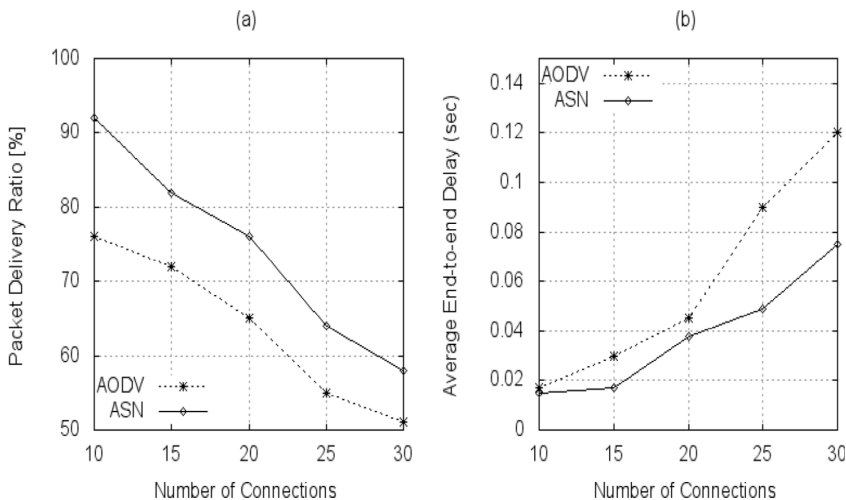 (a)
Packet Delivery Ratio [%]
100
90
80
70
60
50
AODV
ASN
10 15 20 25 30
Number of Connections
(b)
Average End-to-end Delay (sec)
0.14
0.12
0.1
0.08
0.06
0.04
0.02
0
AODV
ASN
10 15 20 25 30
Number of Connections